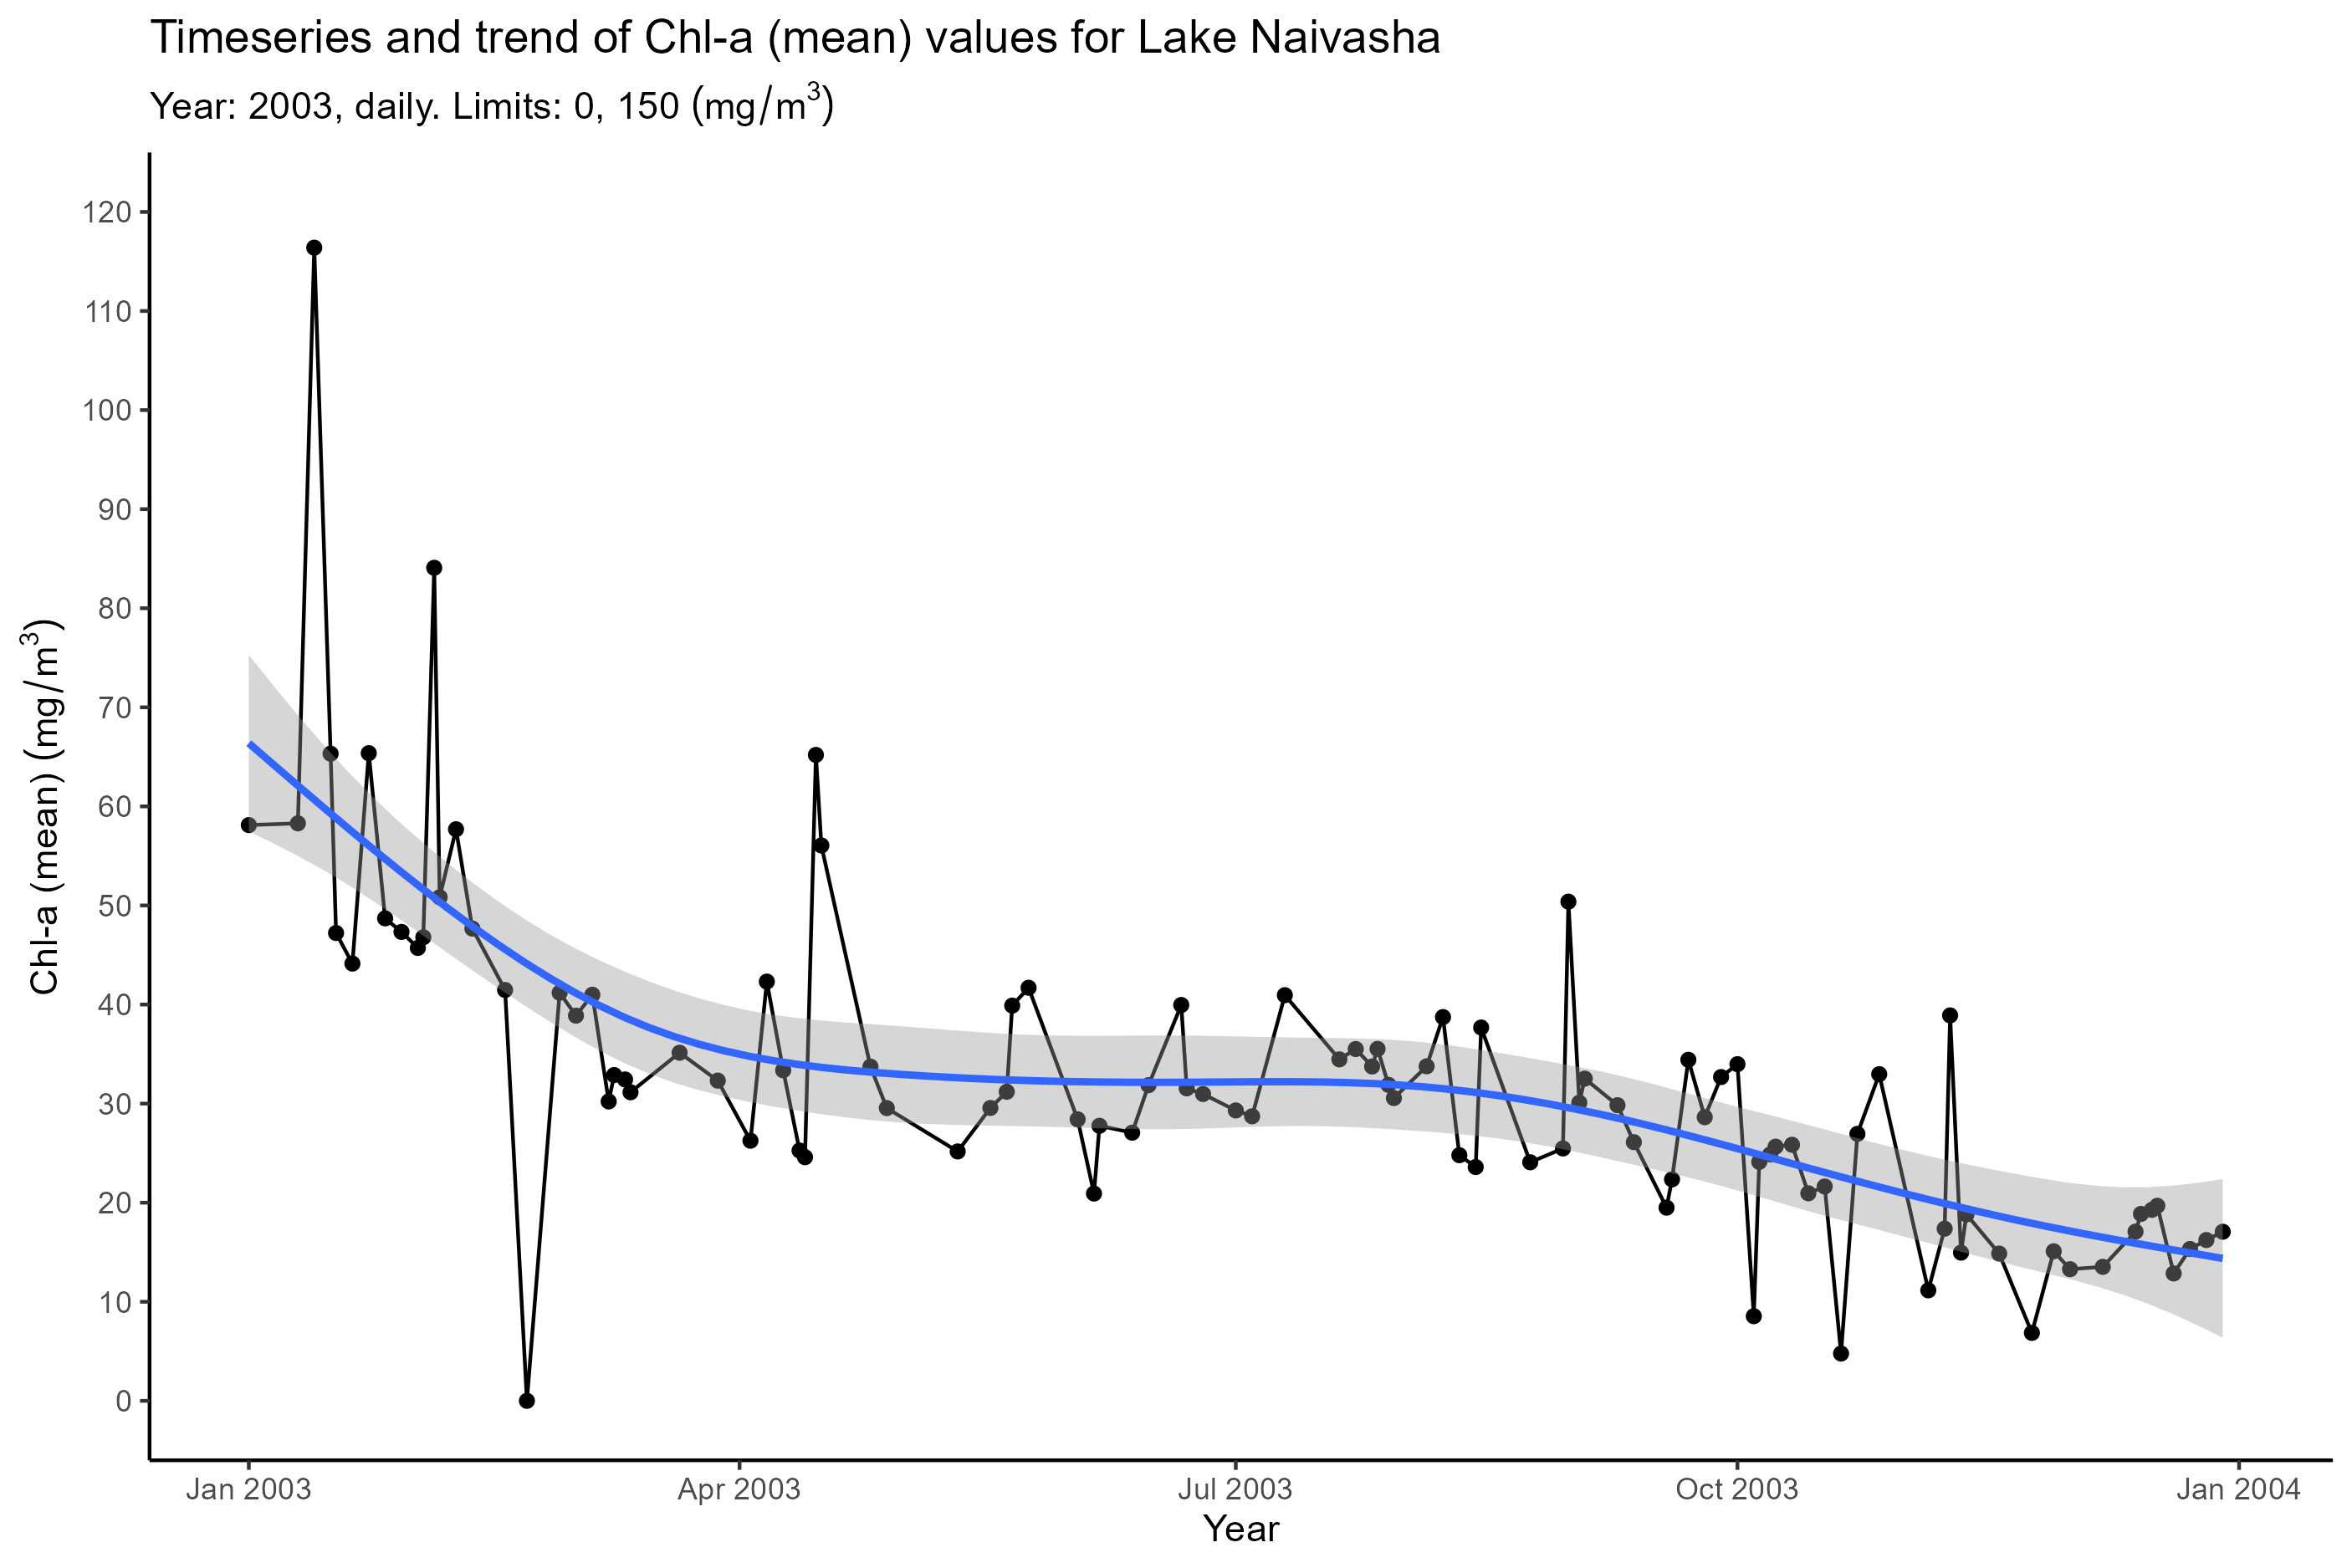 Timeseries and trend of Chl-a (mean) values for Lake Naivasha
Year: 2003, daily. Limits: 0, 150 (mg/m³)
Chl-a (mean) (mg/m³)
120
110
100
90
80
70
60
50
40
30
20
10
0
Jan 2003
Apr 2003
Jul 2003
Oct 2003
Jan 2004
Year